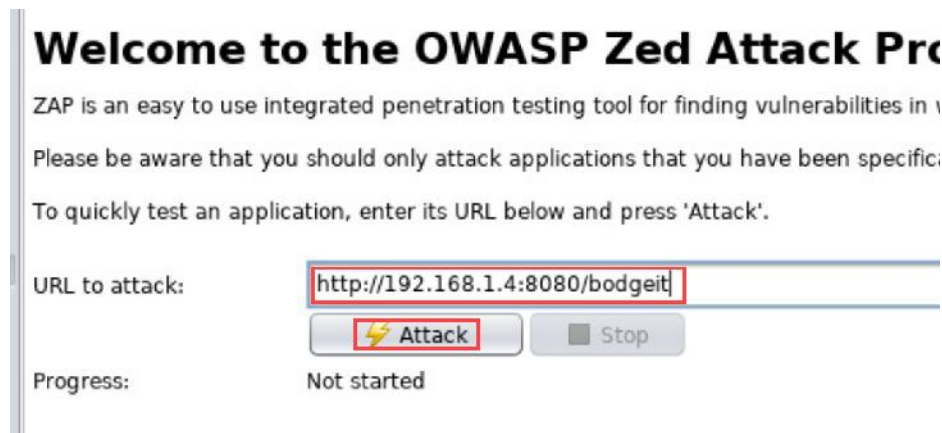 Welcome to the OWASP Zed Attack Pro
ZAP is an easy to use integrated penetration testing tool for finding vulnerabilities in
Please be aware that you should only attack applications that you have been
To quickly test an application, enter its URL below and press 'Attack'.
URL to attack: http://192.168.1.4:8080/bodgeit
Attack Stop
Progress: Not started